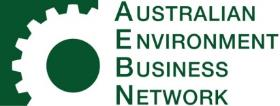 AUSTRALIAN
ENVIRONMENT
BUSINESS
NETWORK